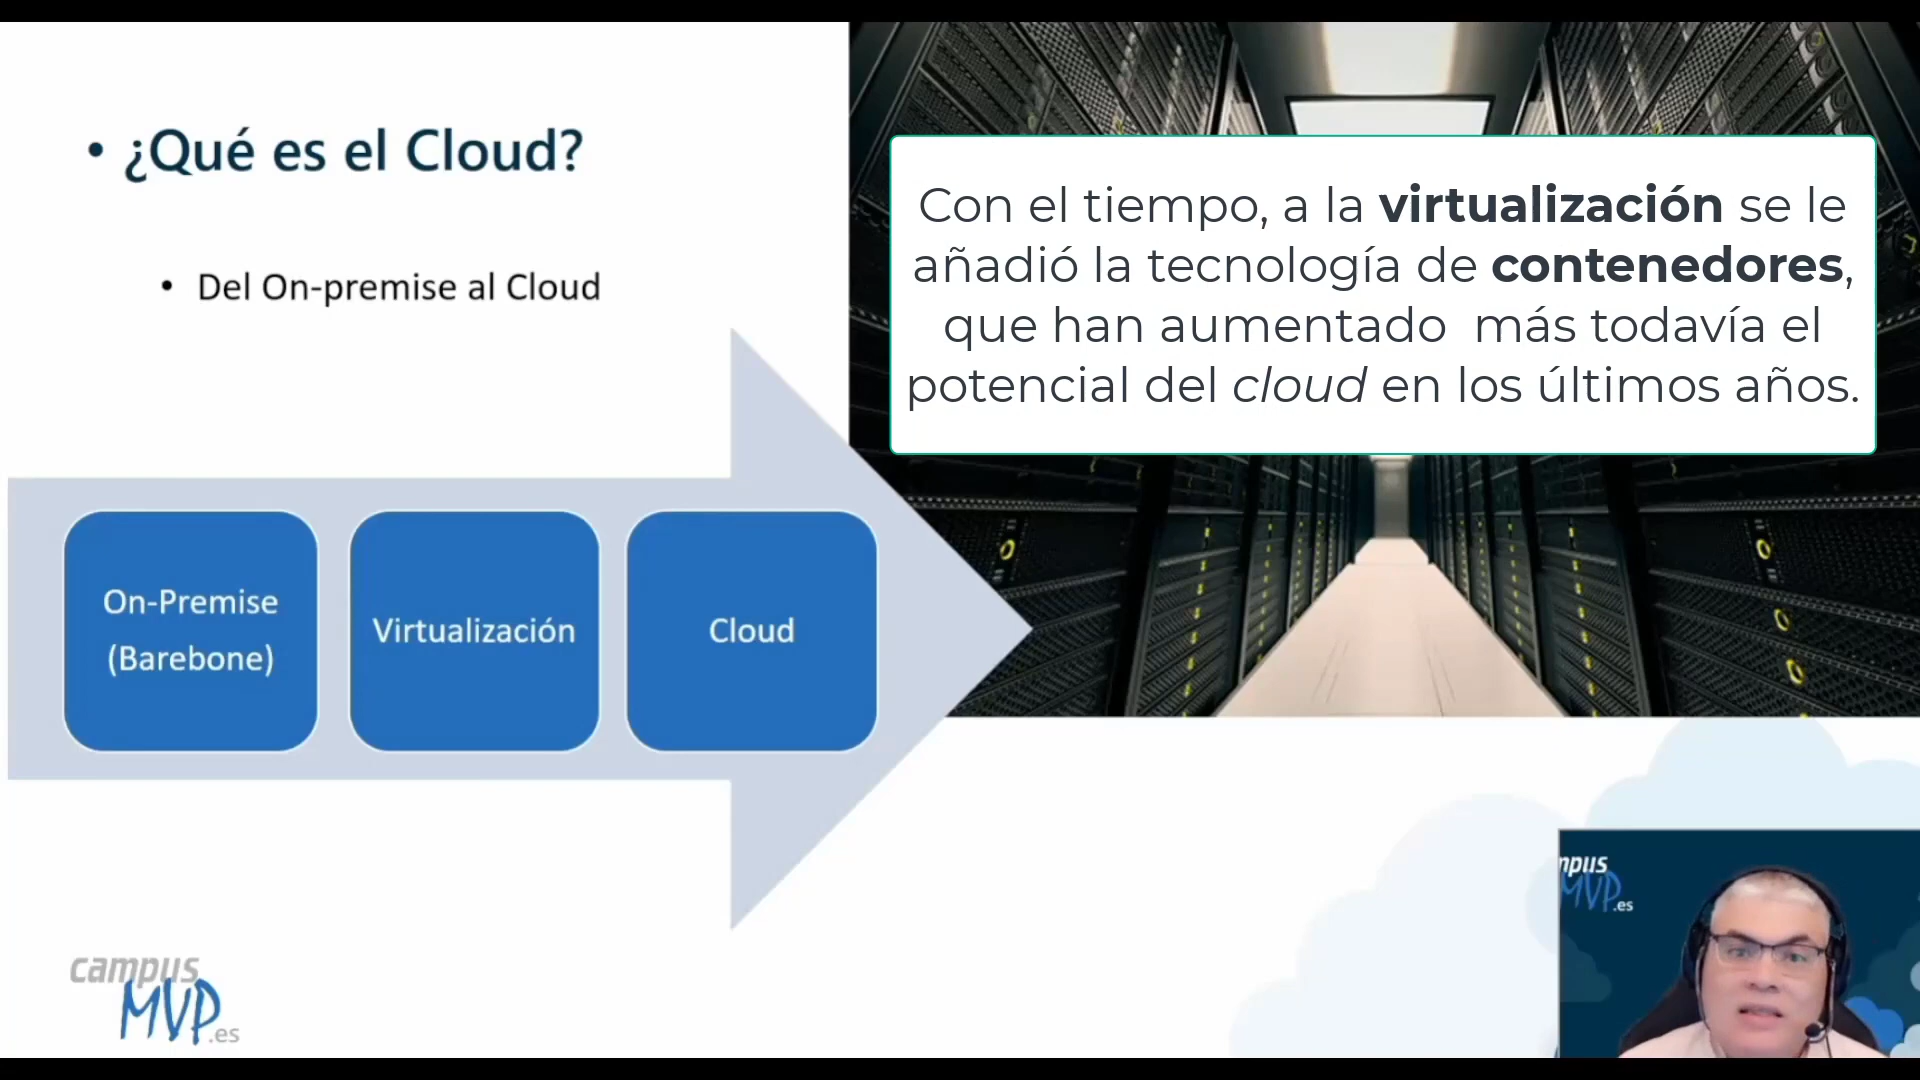 • ¿Qué es el Cloud?
• Del On-premise al Cloud
Con el tiempo, a la virtualización se le
añadió la tecnología de contenedores,
que han aumentado más todavía el
potencial del cloud en los últimos años.
On-Premise
(Barebone)
Virtualización
Cloud
campus
MVP.es
mpus
MVP.es